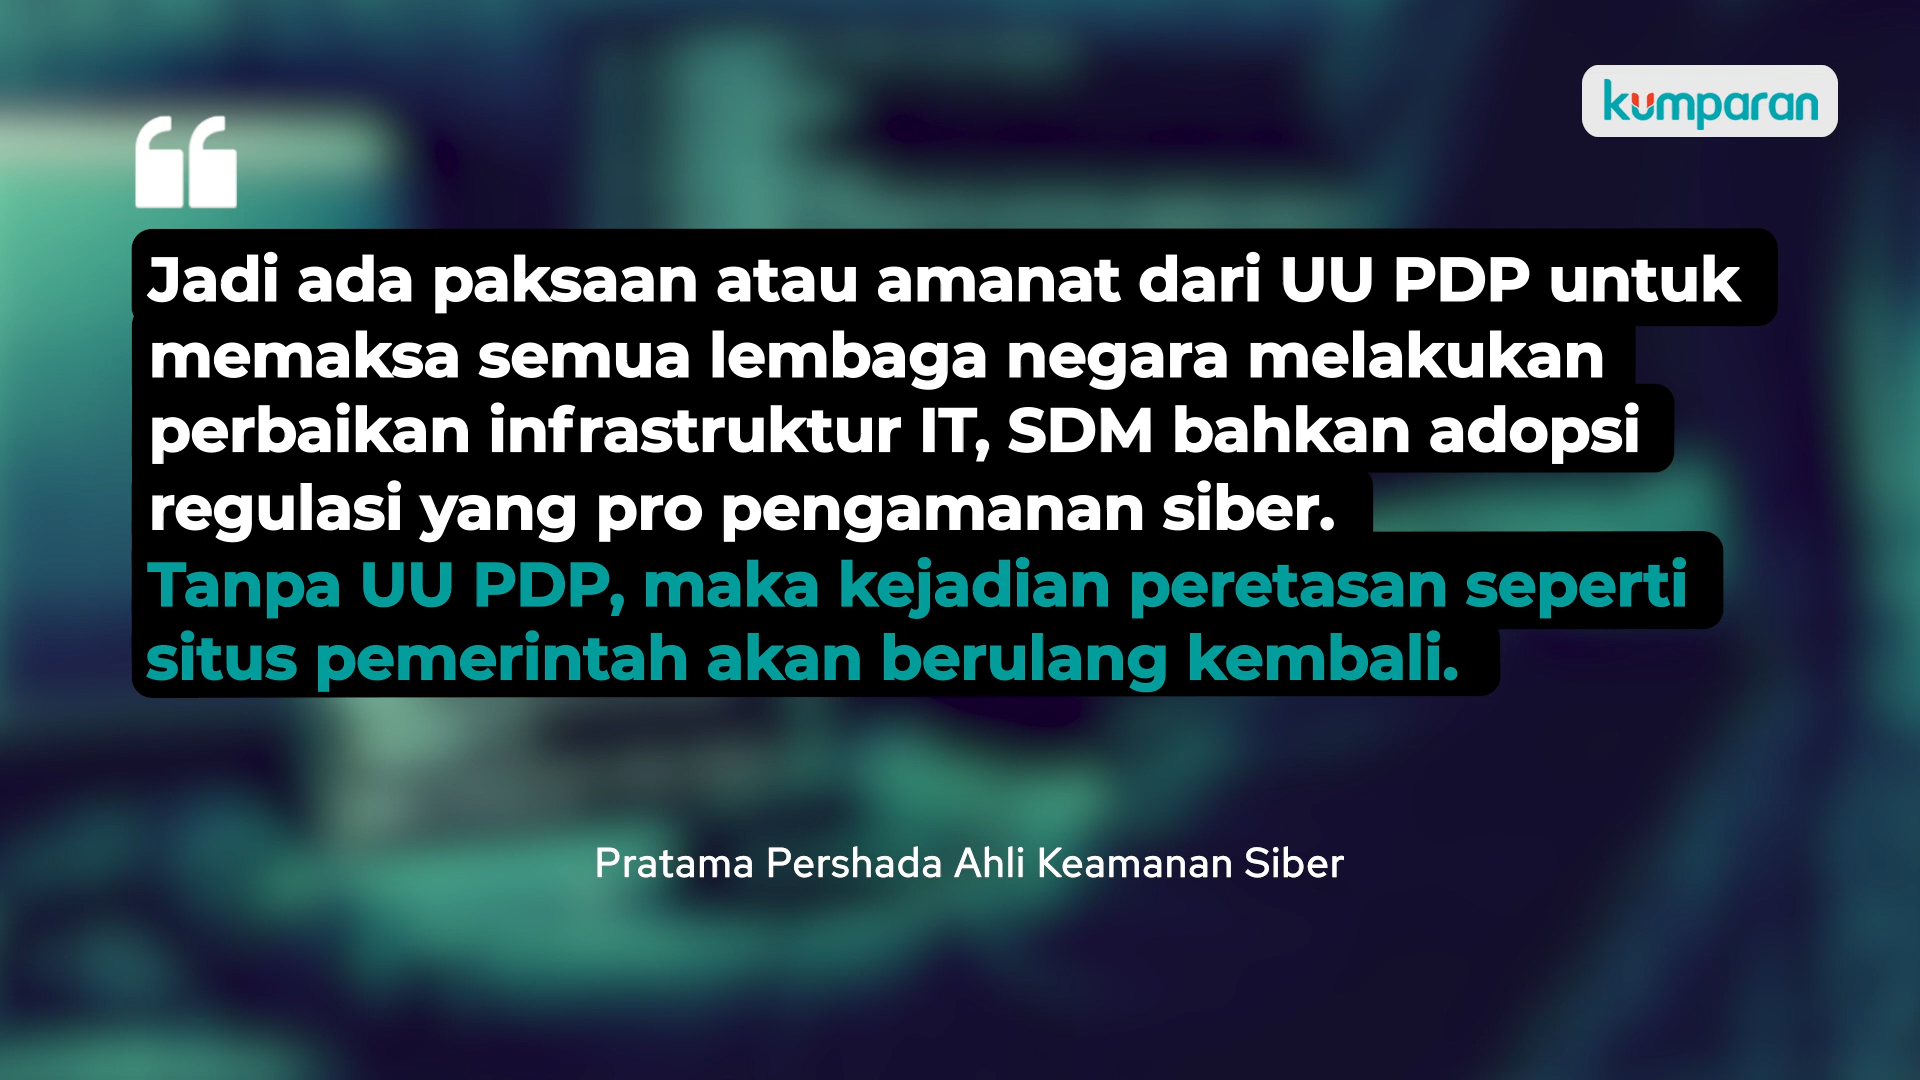 kumparan
Jadi ada paksaan atau amanat dari UU PDP untuk
memaksa semua lembaga negara melakukan
perbaikan infrastruktur IT, SDM bahkan adopsi
regulasi yang pro pengamanan siber.
Tanpa UU PDP, maka kejadian peretasan seperti
situs pemerintah akan berulang kembali.
Pratama Pershada Ahli Keamanan Siber